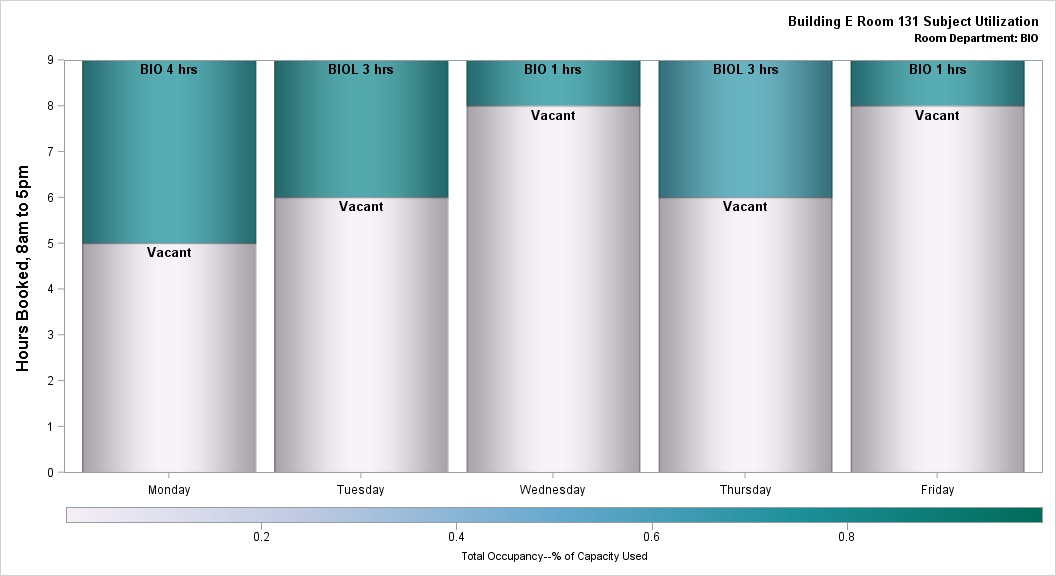 Building E Room 131 Subject Utilization
Room Department: BIO
Hours Booked, 8am to 5pm
9
8
7
6
5
4
3
2
1
0
BIO 4 hrs
BIOL 3 hrs
BIO 1 hrs
BIOL 3 hrs
BIO 1 hrs
Vacant
Vacant
Vacant
Vacant
Vacant
Monday
Tuesday
Wednesday
Thursday
Friday
0.2
0.4
0.6
0.8
Total Occupancy--% of Capacity Used